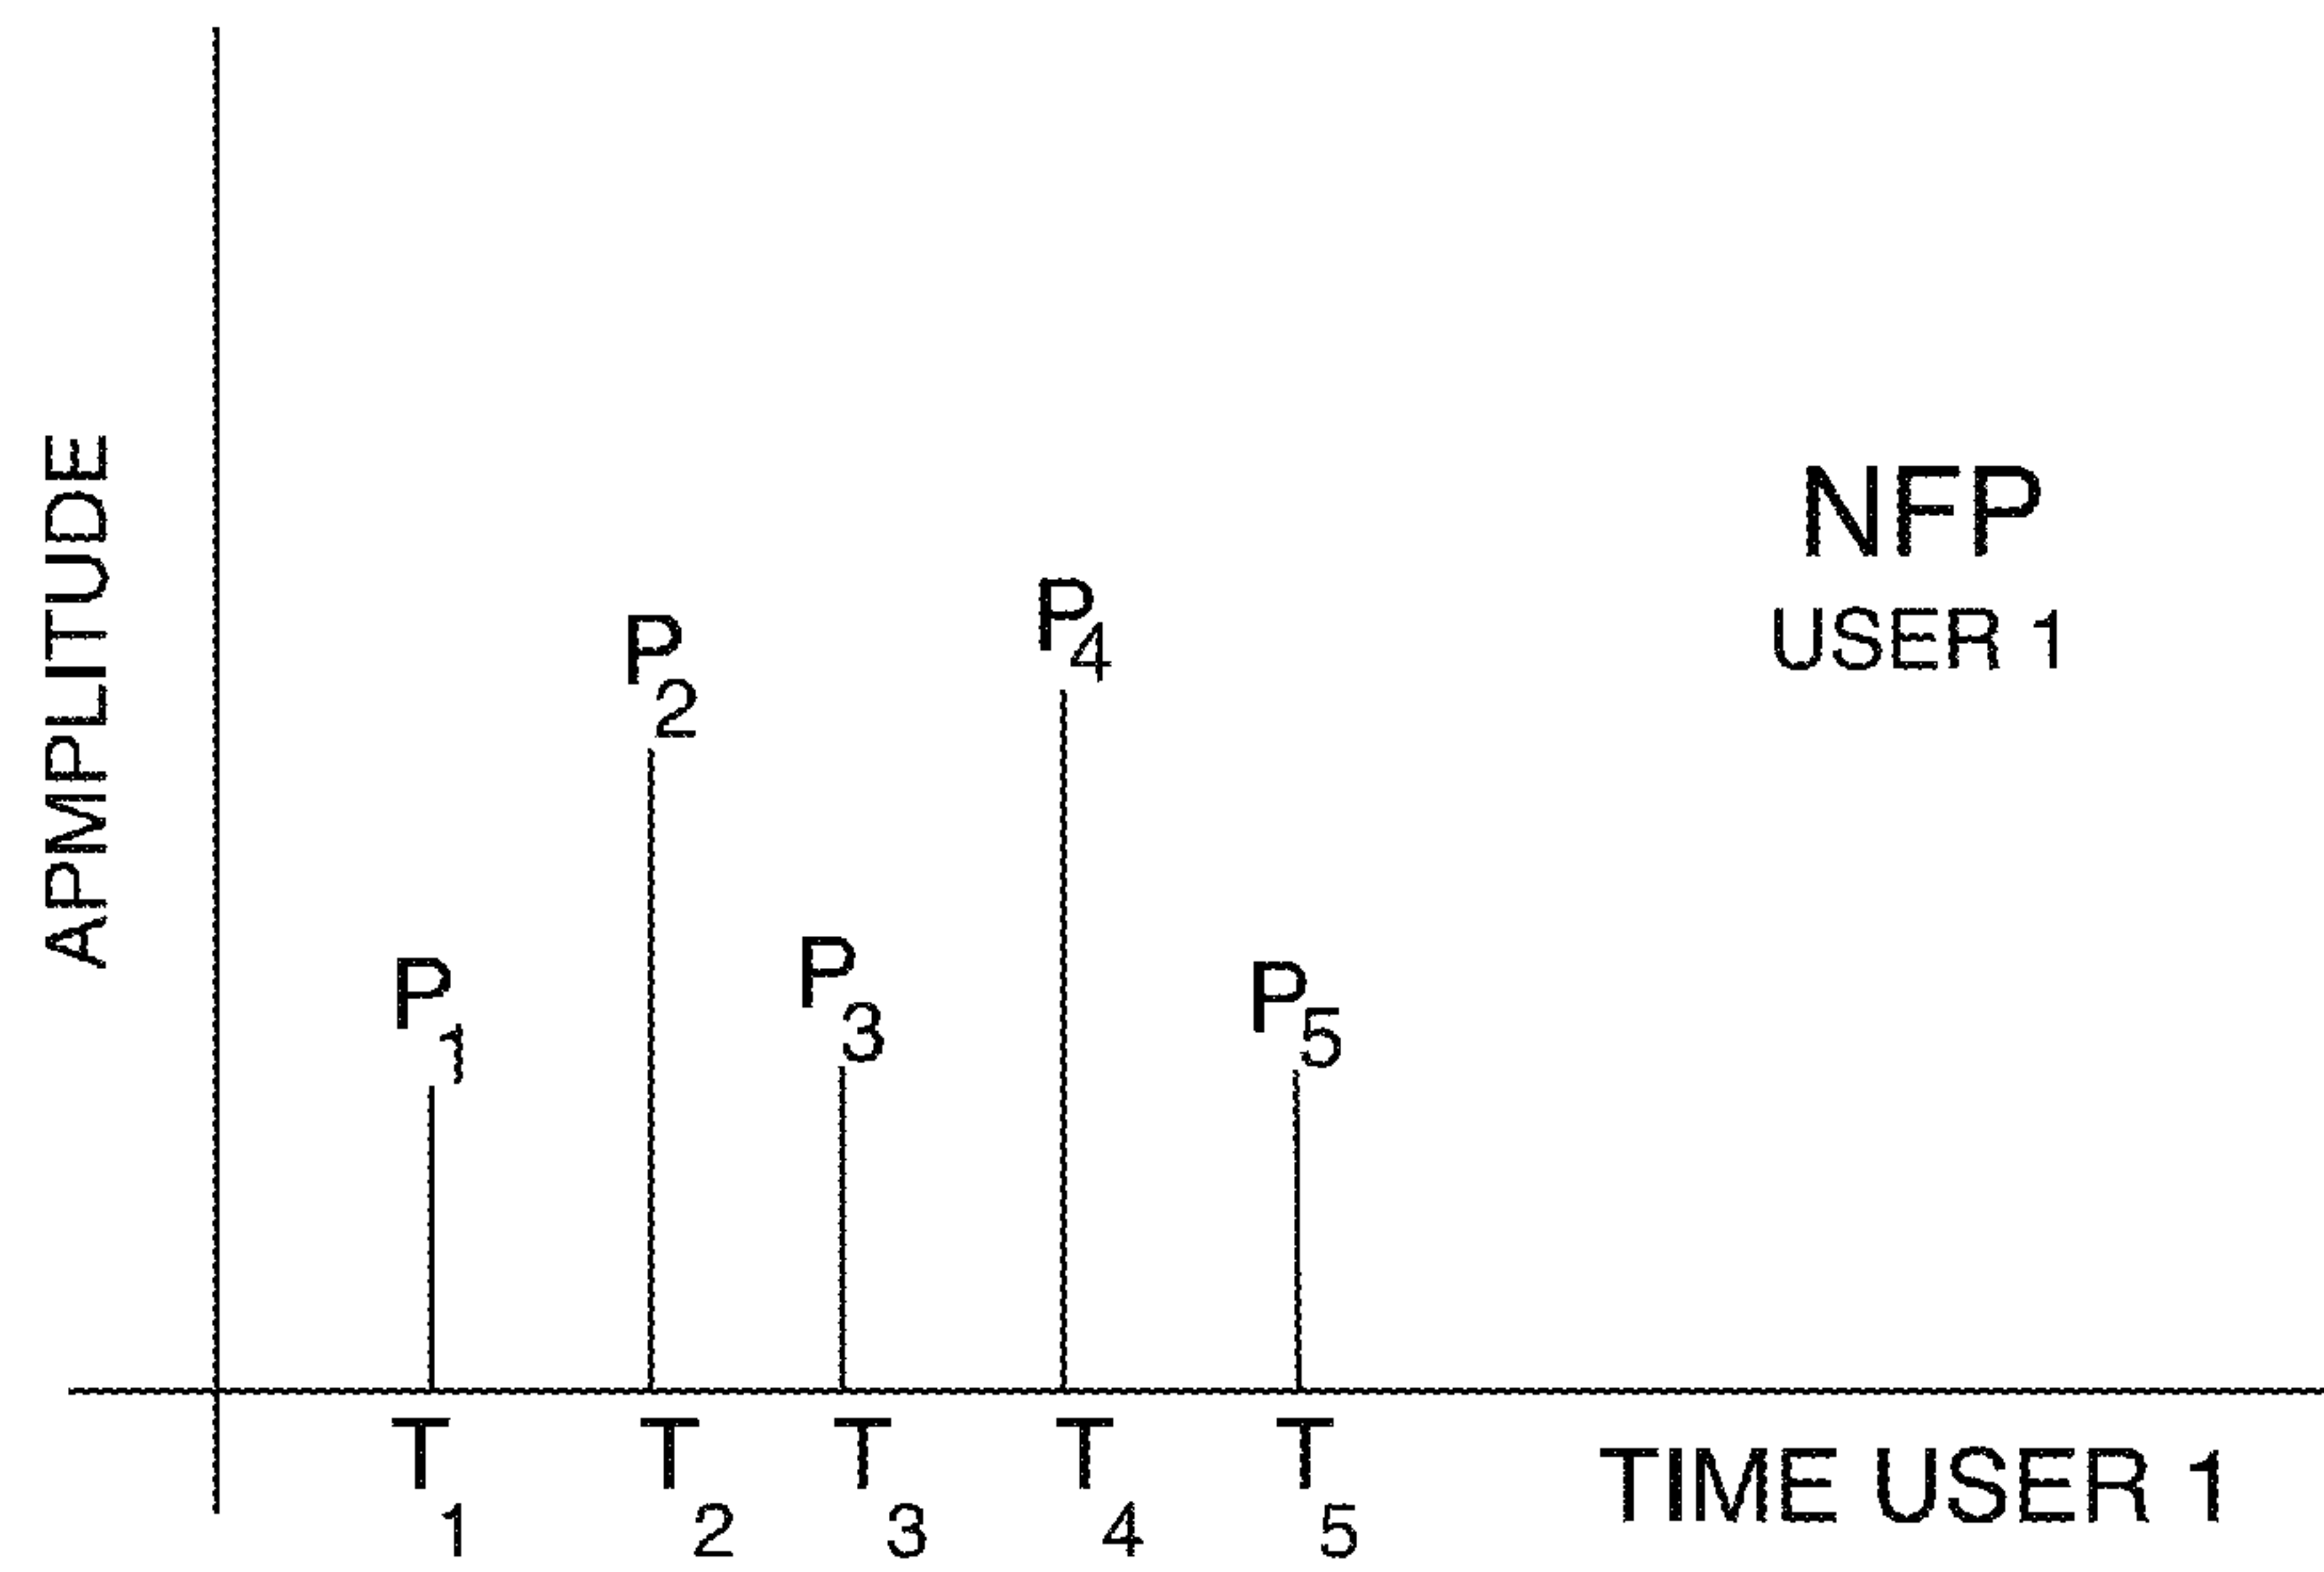 APMPLITUDE
NFP
USER 1
P4
P2
P3
P1
P5
T1 T2 T3 T4 T5
TIME USER 1